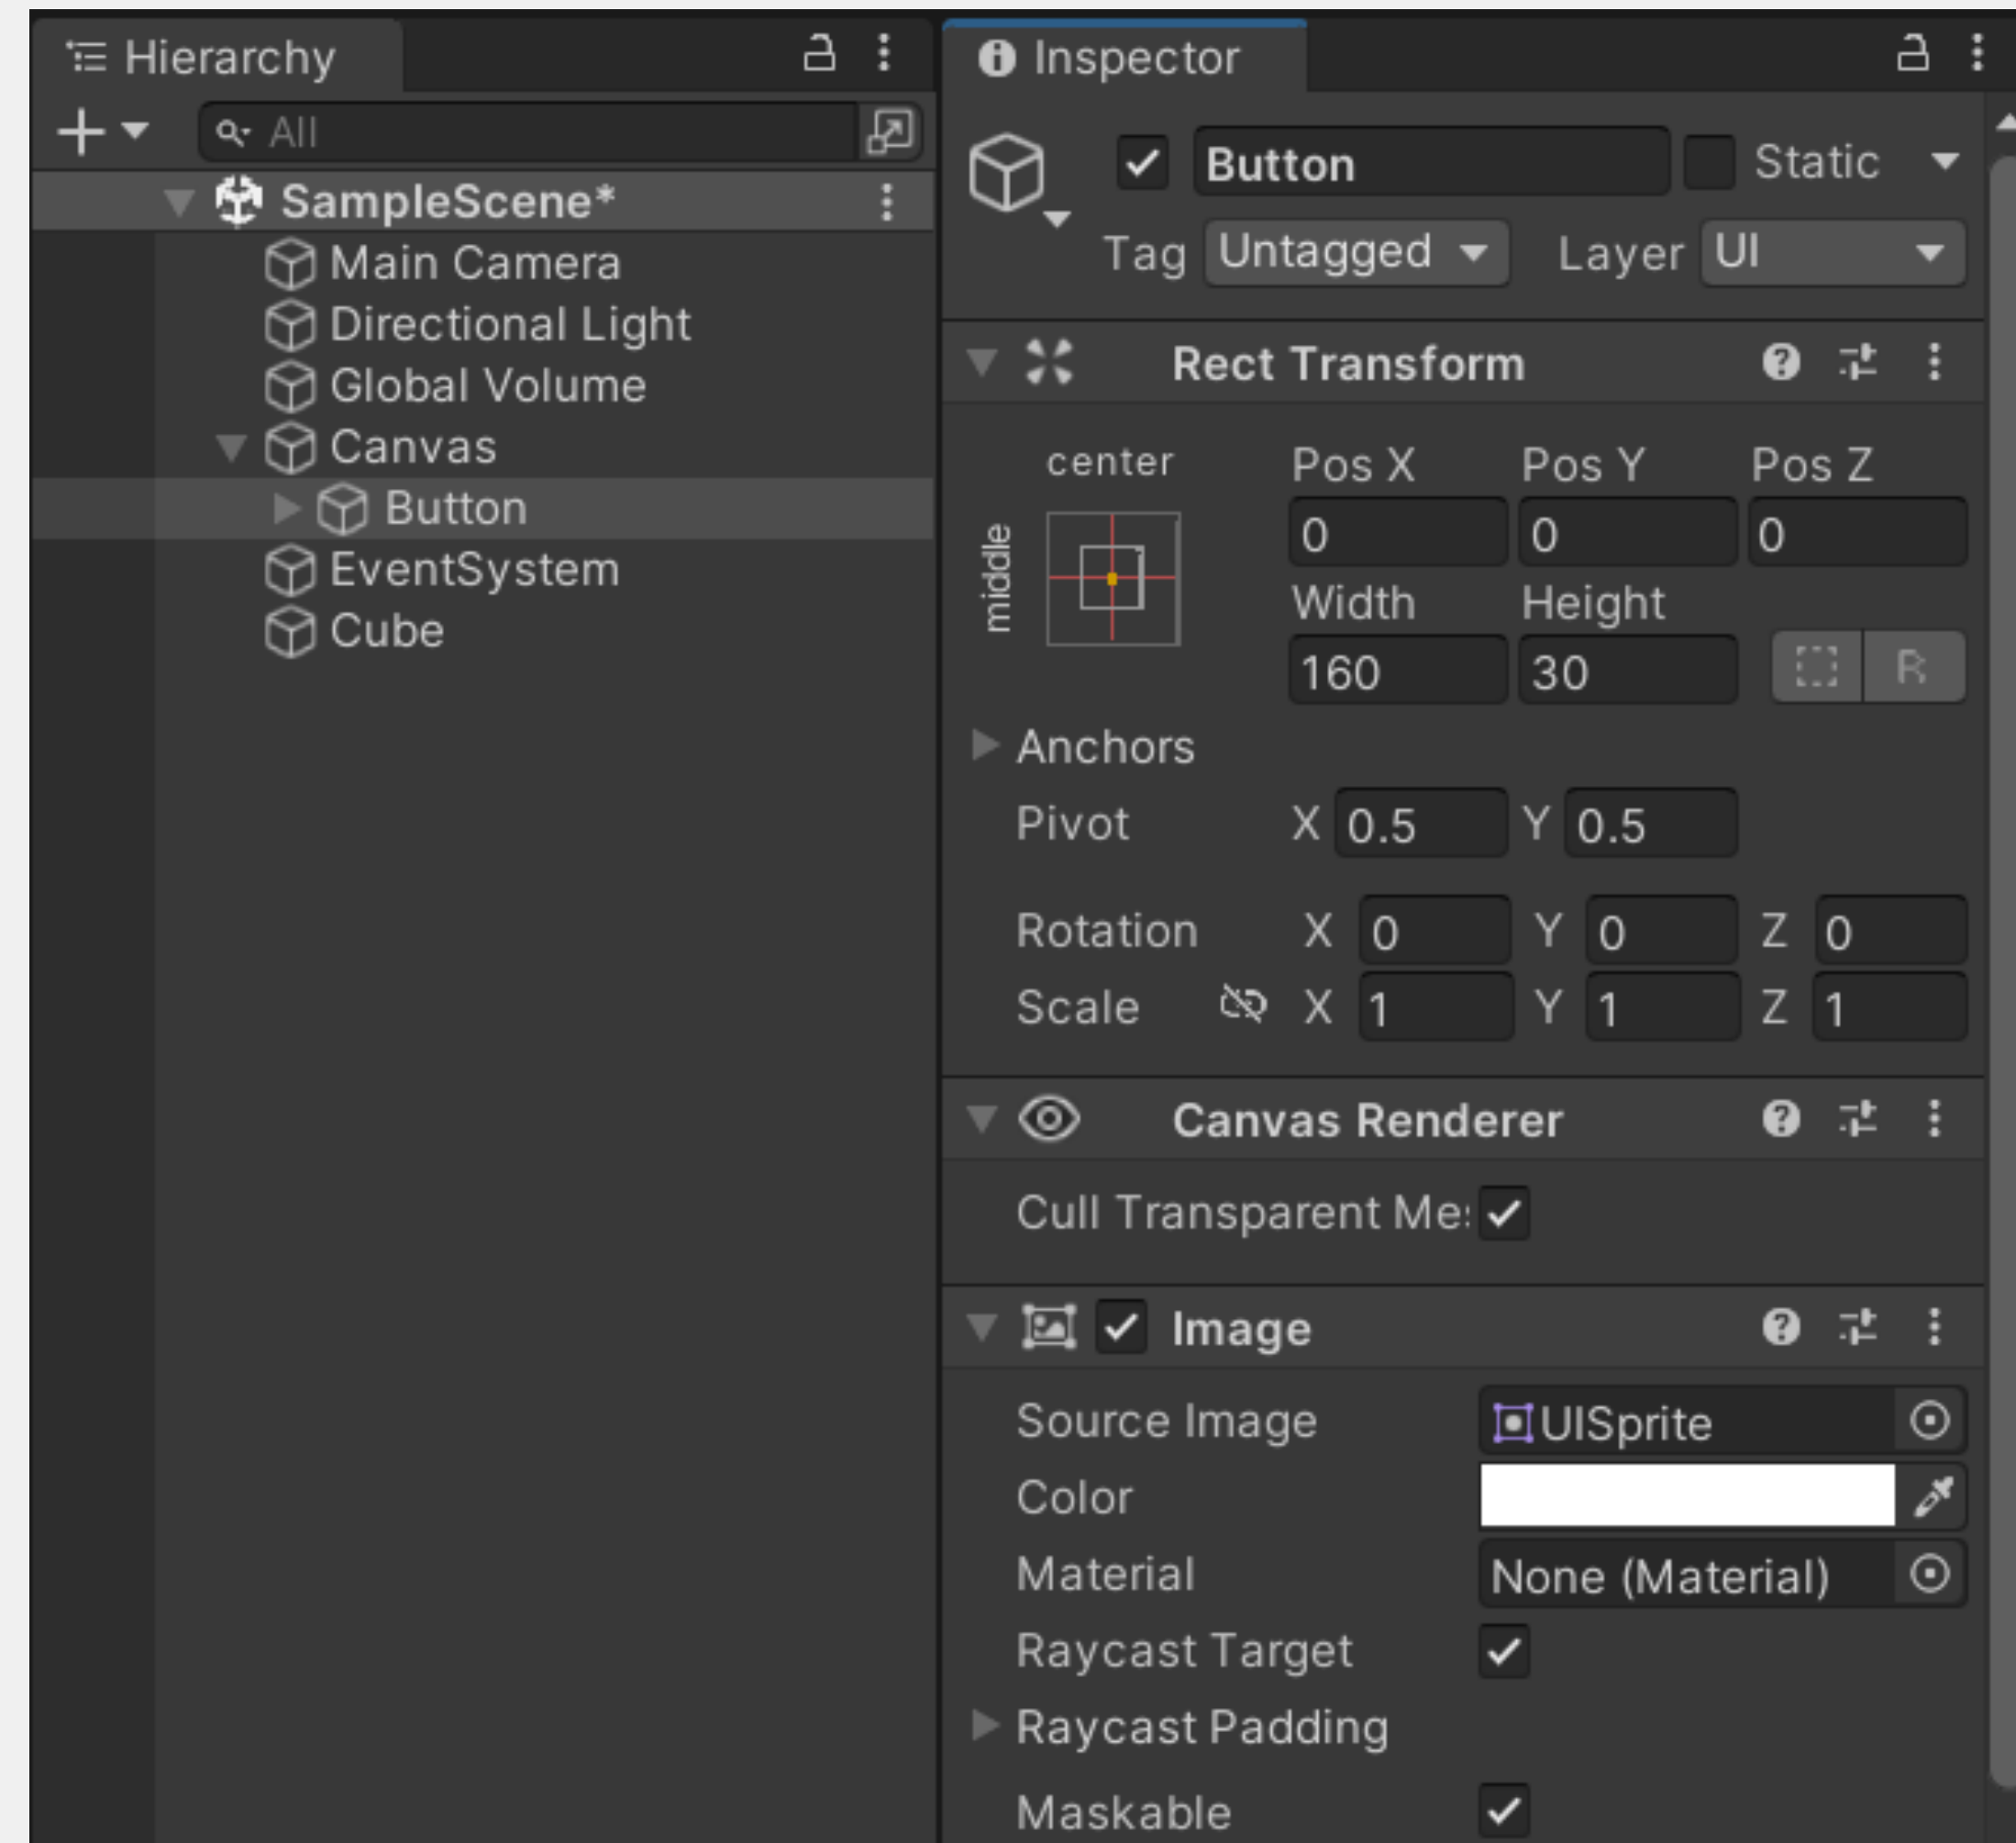 Hierarchy
All
SampleScene*
Main Camera
Directional Light
Global Volume
Canvas
Button
EventSystem
Cube
Inspector
Button Static
Tag Untagged Layer UI
Rect Transform
center Pos X Pos Y Pos Z
middle 0 0 0
Width Height
160 30 R
Anchors
Pivot X 0.5 Y 0.5
Rotation X 0 Y 0 Z 0
Scale X 1 Y 1 Z 1
Canvas Renderer
Cull Transparent Mes
Image
Source Image UISprite
Color
Material None (Material)
Raycast Target
Raycast Padding
Maskable